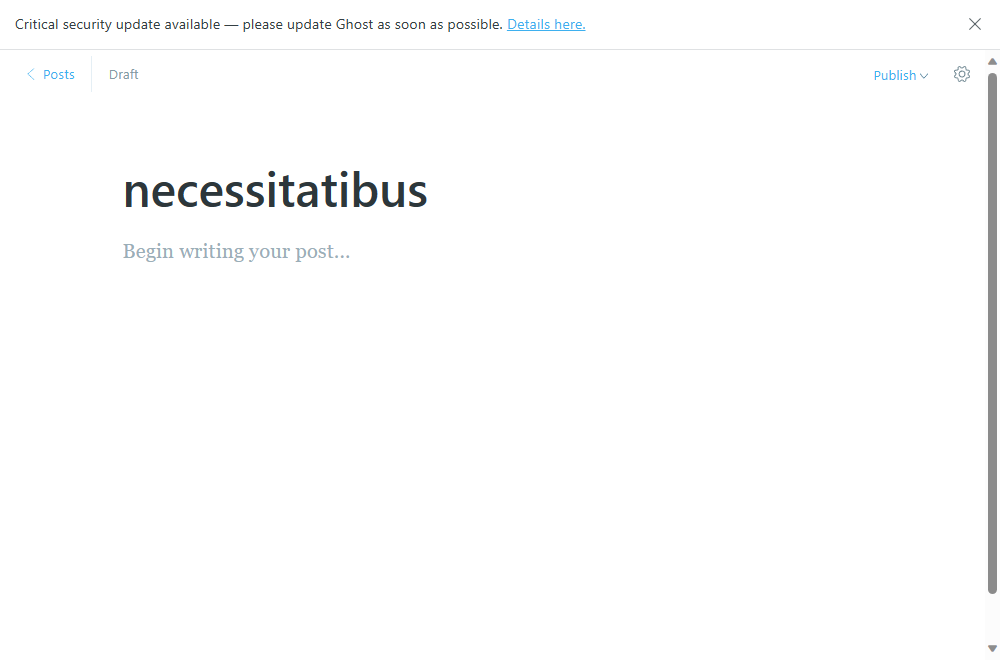 Critical security update available — please update Ghost as soon as possible. Details here.
Posts
Draft
Publish
necessitatibus
Begin writing your post...